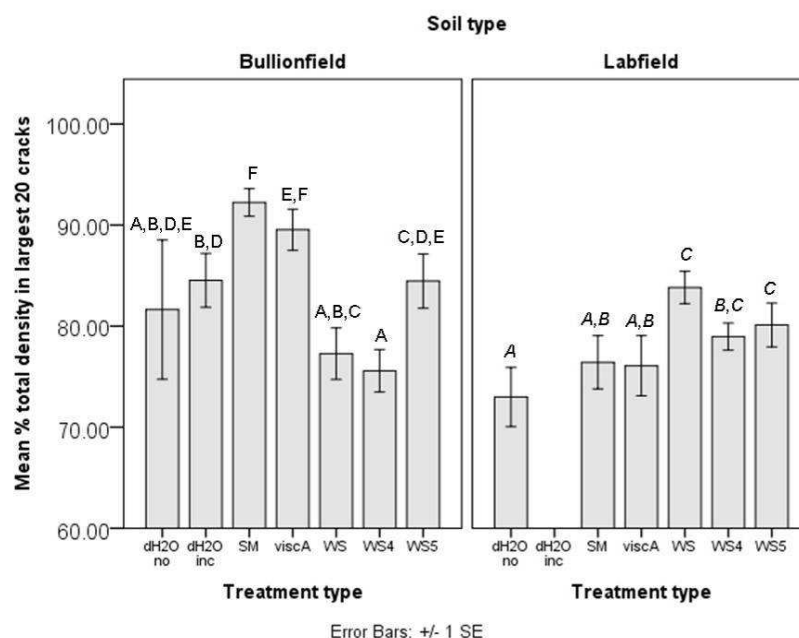 Soil type
Bullionfield
Labfield
Mean % total density in largest 20 cracks
100.00
90.00
80.00
70.00
60.00
A,B,D,E
B,D
F
E,F
A,B,C
A
C,D,E
A
A,B
A,B
C
B,C
C
dH2O no
dH2O inc
SM
viscA
WS
WS4
WS5
dH2O no
dH2O inc
SM
viscA
WS
WS4
WS5
Treatment type
Treatment type
Error Bars: +/- 1 SE